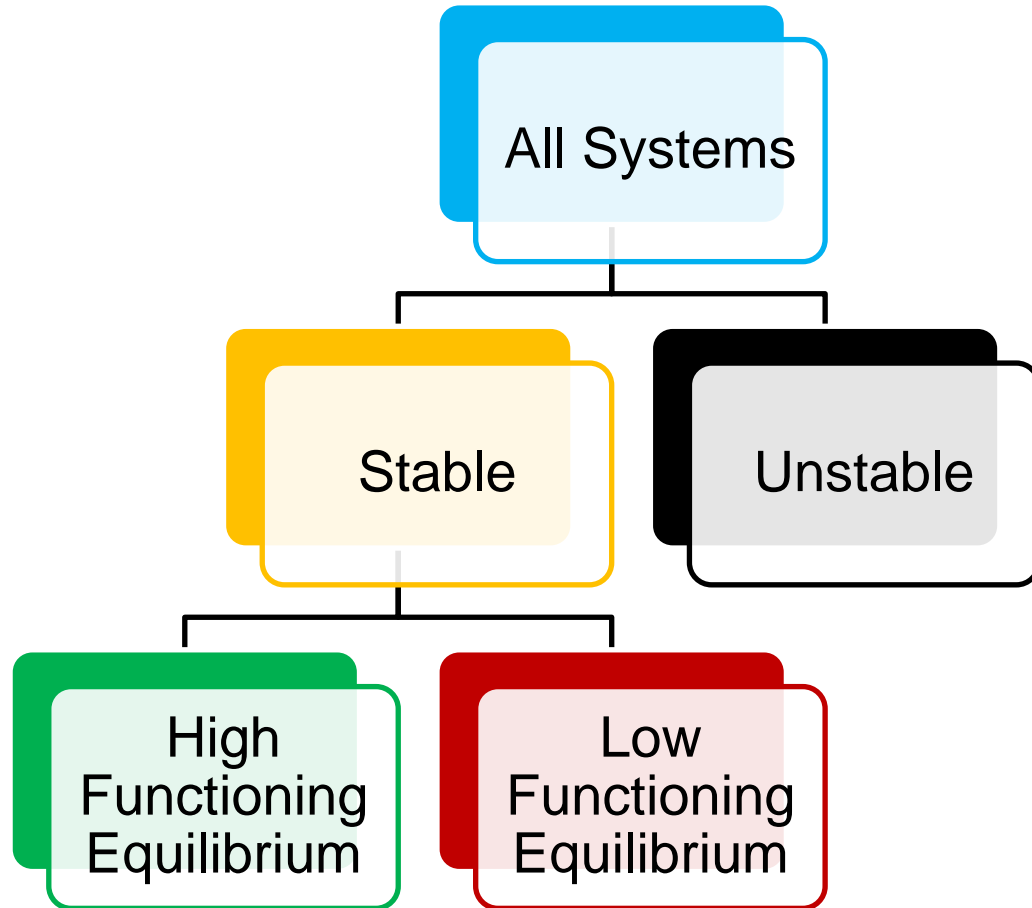 All Systems
Stable
Unstable
High
Functioning
Equilibrium
Low
Functioning
Equilibrium